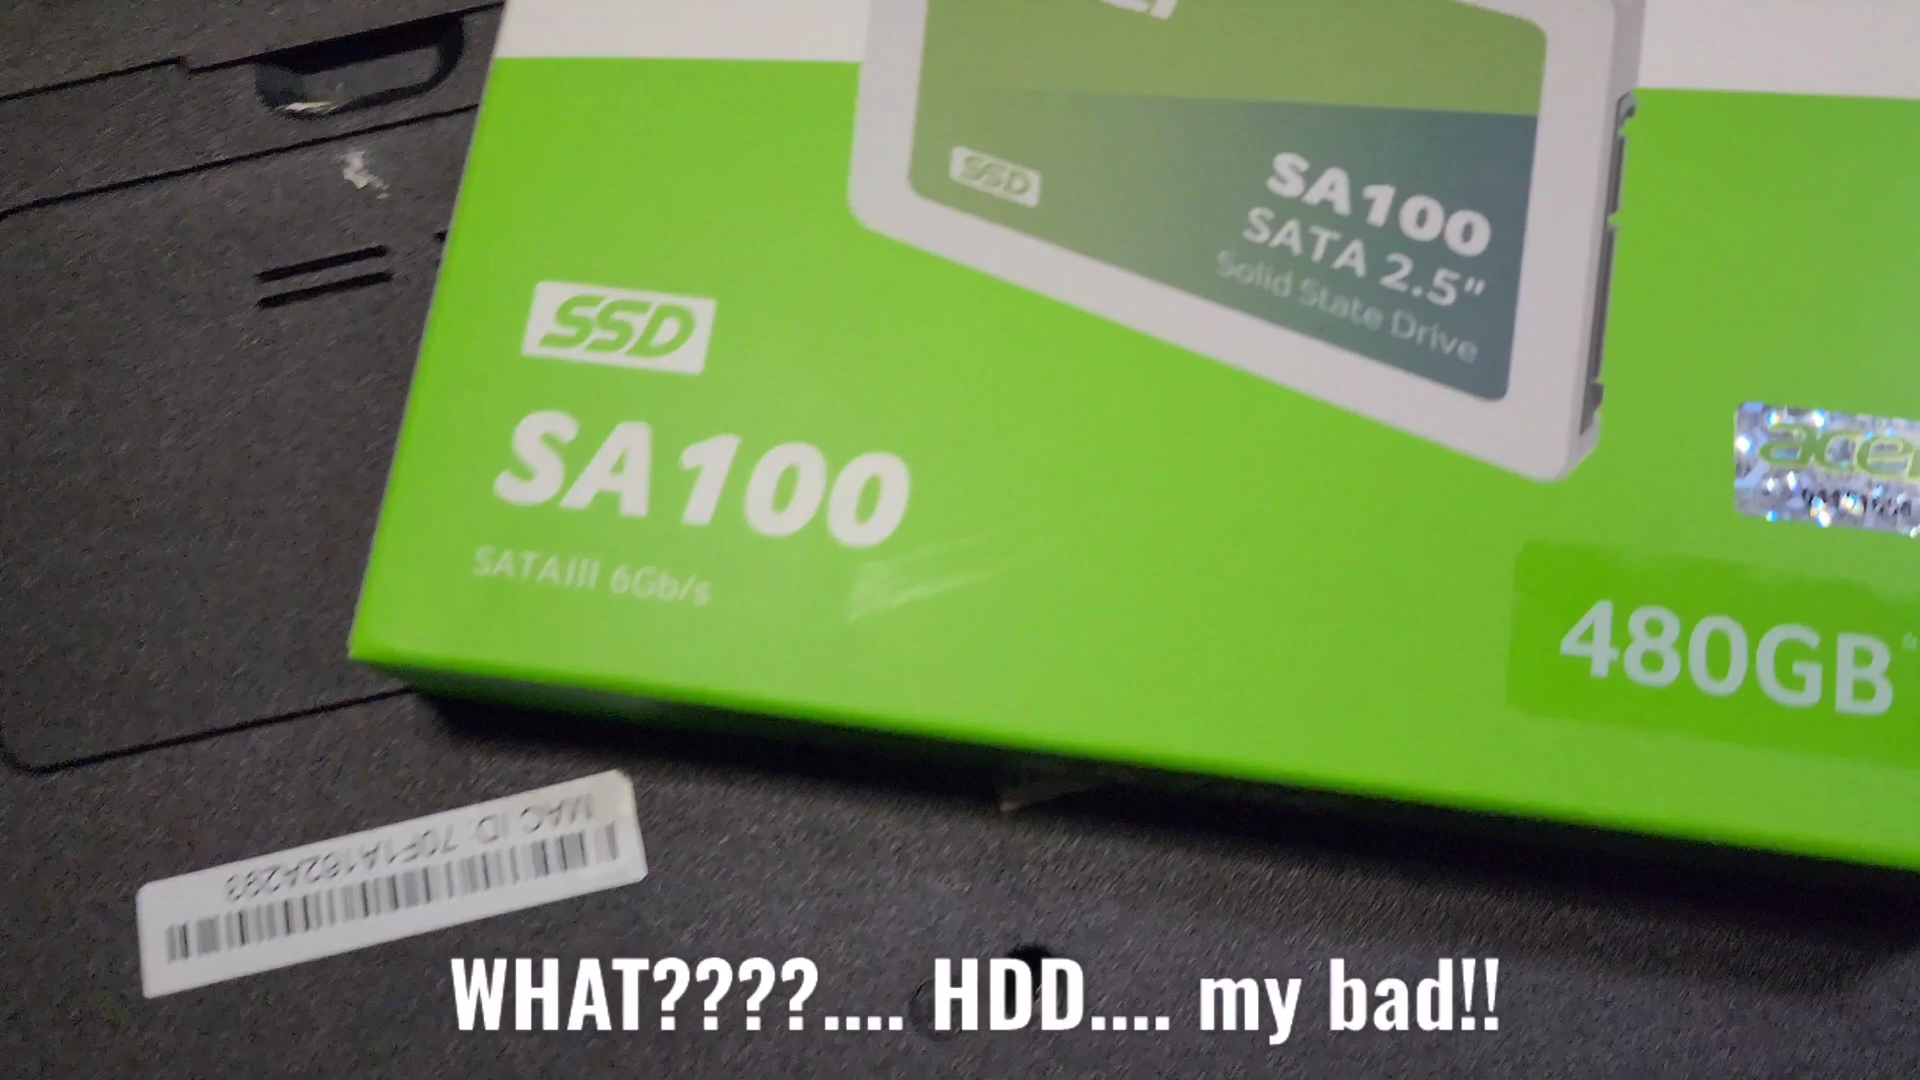 SSD
SA100
SATA 2.5"
Solid State Drive
SSD
SA100
SATAIII 6Gb/s
acer
480GB
MAC ID: 70F1A162A293
WHAT????.... HDD.... my bad!!